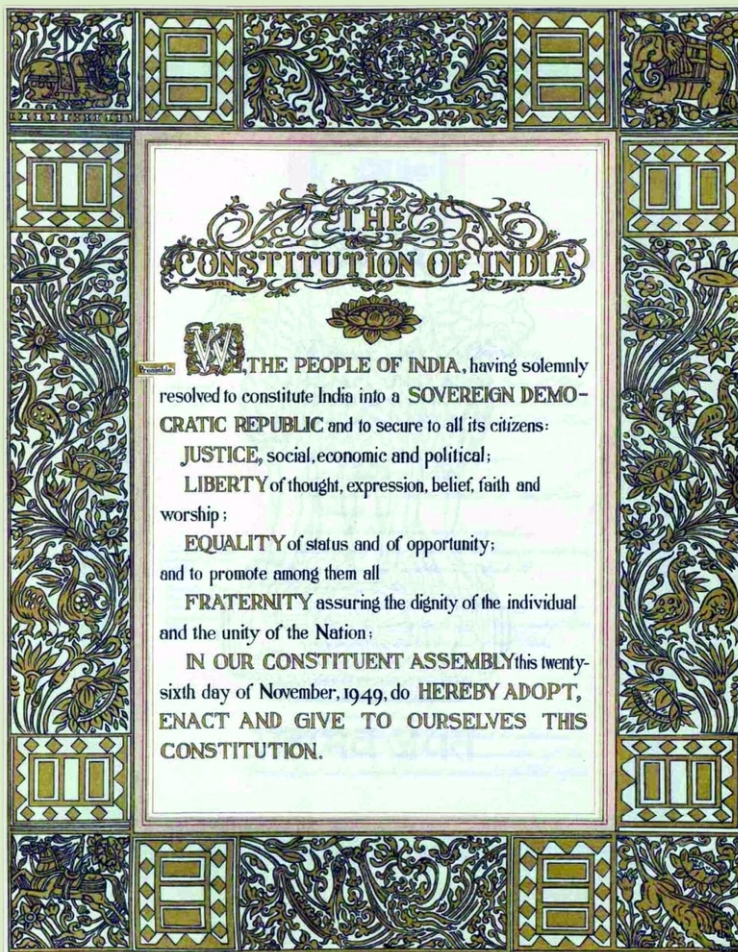 THE
CONSTITUTION OF INDIA
Preamble.
WE, THE PEOPLE OF INDIA, having solemnly
resolved to constitute India into a SOVEREIGN DEMO-
CRATIC REPUBLIC and to secure to all its citizens:
JUSTICE, social, economic and political;
LIBERTY of thought, expression, belief, faith and
worship;
EQUALITY of status and of opportunity;
and to promote among them all
FRATERNITY assuring the dignity of the individual
and the unity of the Nation;
IN OUR CONSTITUENT ASSEMBLY this twenty-
sixth day of November, 1949, do HEREBY ADOPT,
ENACT AND GIVE TO OURSELVES THIS
CONSTITUTION.